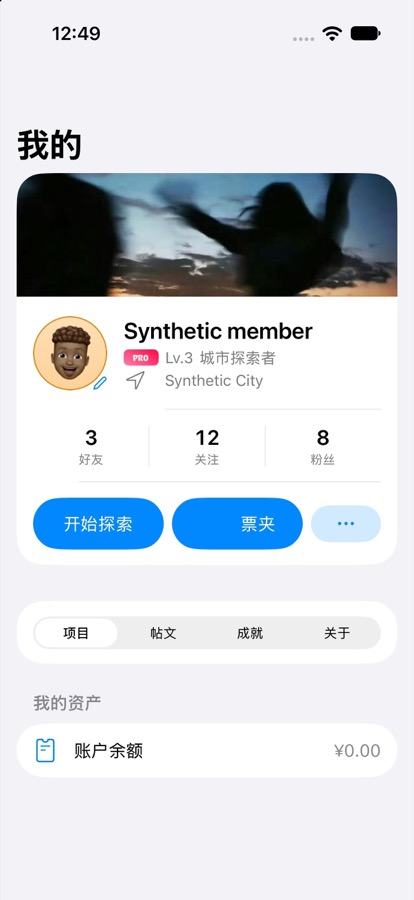 12:49
我的
Synthetic member
PRO Lv.3 城市探索者
Synthetic City
3 12 8
好友 关注 粉丝
开始探索 票夹
项目 帖文 成就 关于
我的资产
账户余额 ¥0.00